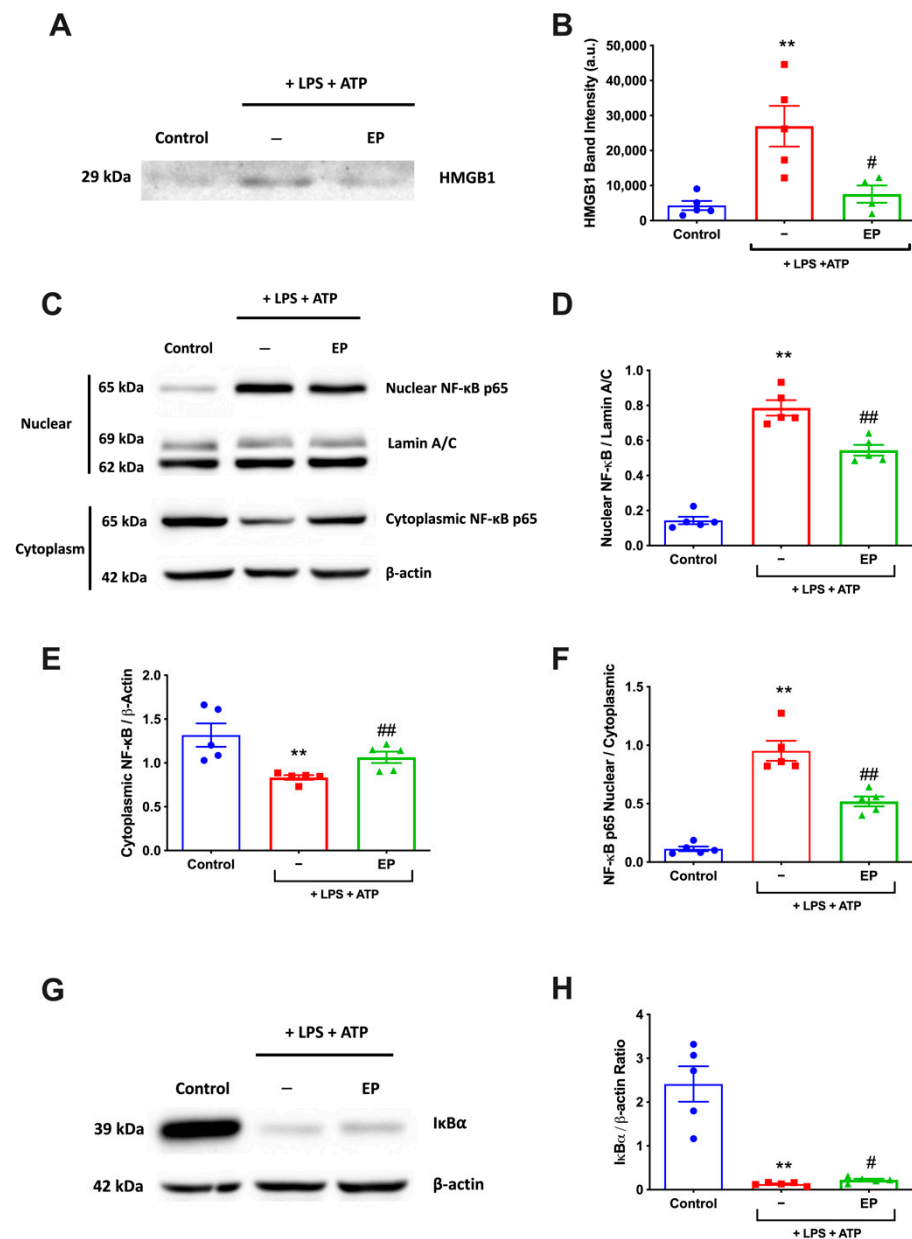 A
+ LPS + ATP
Control – EP
29 kDa HMGB1
B
HMGB1 Band Intensity (a.u.)
50,000
40,000
30,000
20,000
10,000
0
**
#
Control – EP
+ LPS +ATP
C
+ LPS + ATP
Control – EP
Nuclear
65 kDa Nuclear NF-κB p65
69 kDa Lamin A/C
62 kDa
Cytoplasm
65 kDa Cytoplasmic NF-κB p65
42 kDa β-actin
D
Nuclear NF-κB / Lamin A/C
1.0
0.8
0.6
0.4
0.2
0.0
**
##
Control – EP
+ LPS + ATP
E
Cytoplasmic NF-κB / β-Actin
2.0
1.5
1.0
0.5
0.0
**
##
Control – EP
+ LPS + ATP
F
NF-κB p65 Nuclear / Cytoplasmic
1.5
1.0
0.5
0.0
**
##
Control – EP
+ LPS + ATP
G
+ LPS + ATP
Control – EP
39 kDa IκBα
42 kDa β-actin
H
IκBα / β-actin Ratio
4
3
2
1
0
**
#
Control – EP
+ LPS + ATP